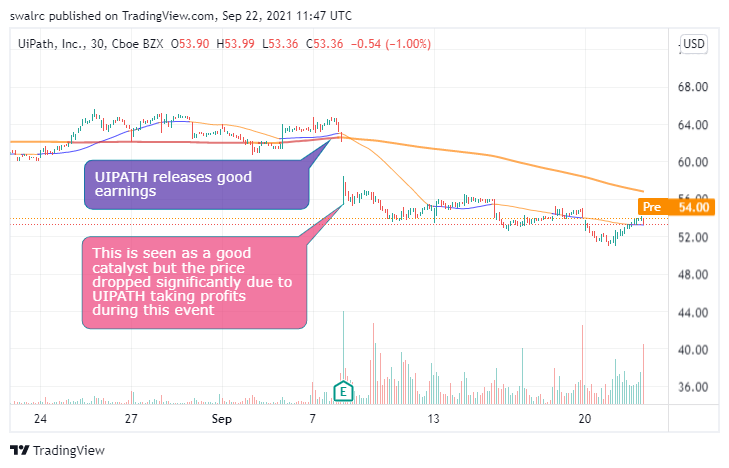 swalrc published on TradingView.com, Sep 22, 2021 11:47 UTC
UiPath, Inc., 30, Cboe BZX O53.90 H53.99 L53.36 C53.36 −0.54 (−1.00%)
USD
68.00
64.00
60.00
56.00
Pre 54.00
52.00
48.00
44.00
40.00
36.00
UIPATH releases good
earnings
This is seen as a good
catalyst but the price
dropped significantly due to
UIPATH taking profits
during this event
E
24 27 Sep 7 13 20
TradingView